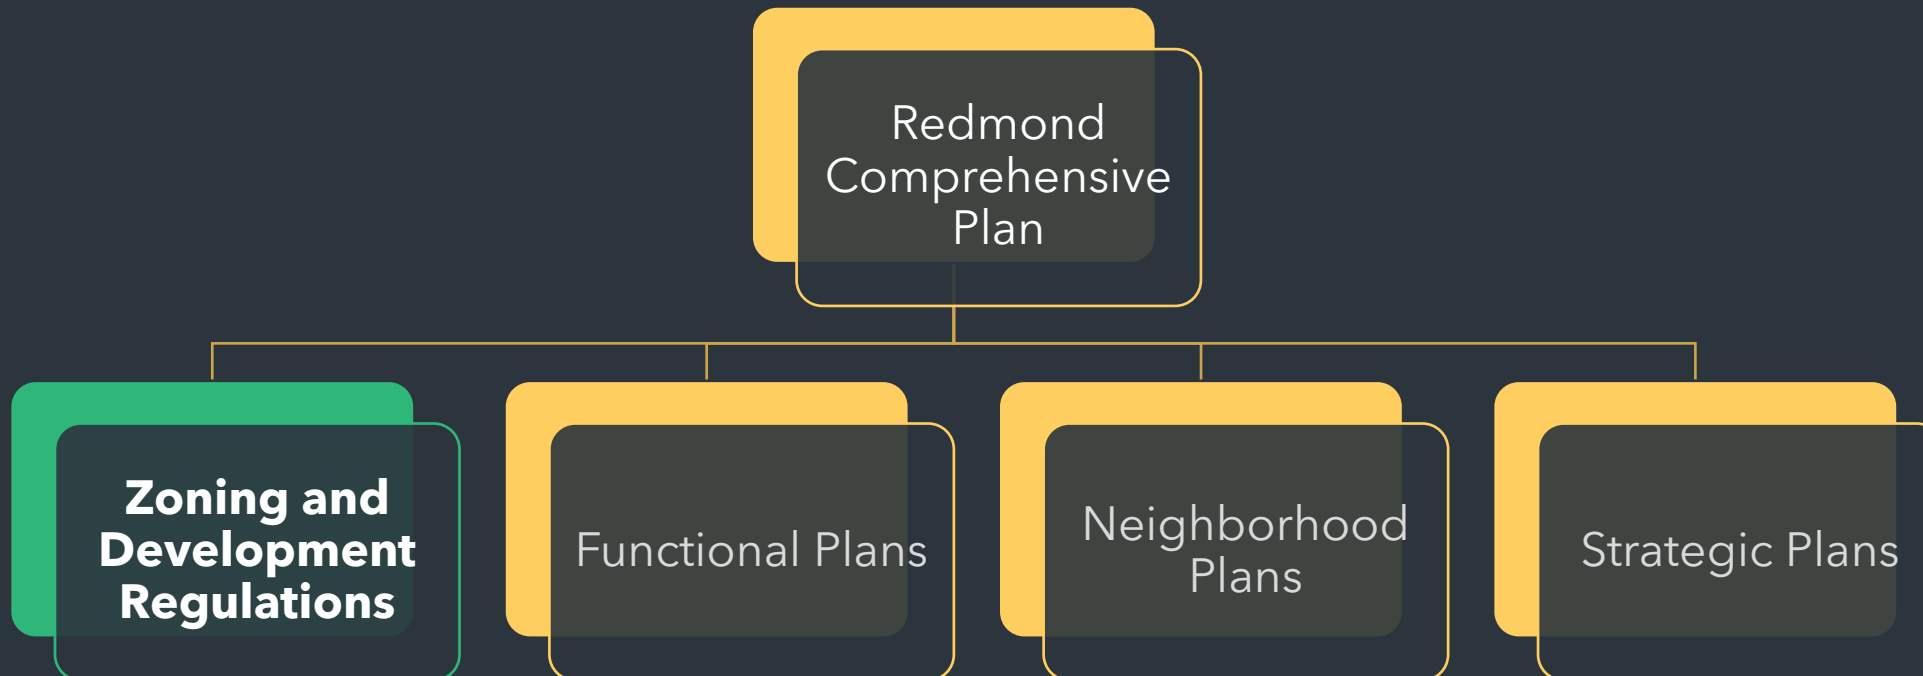 Redmond
Comprehensive
Plan
Zoning and
Development
Regulations
Functional Plans
Neighborhood
Plans
Strategic Plans